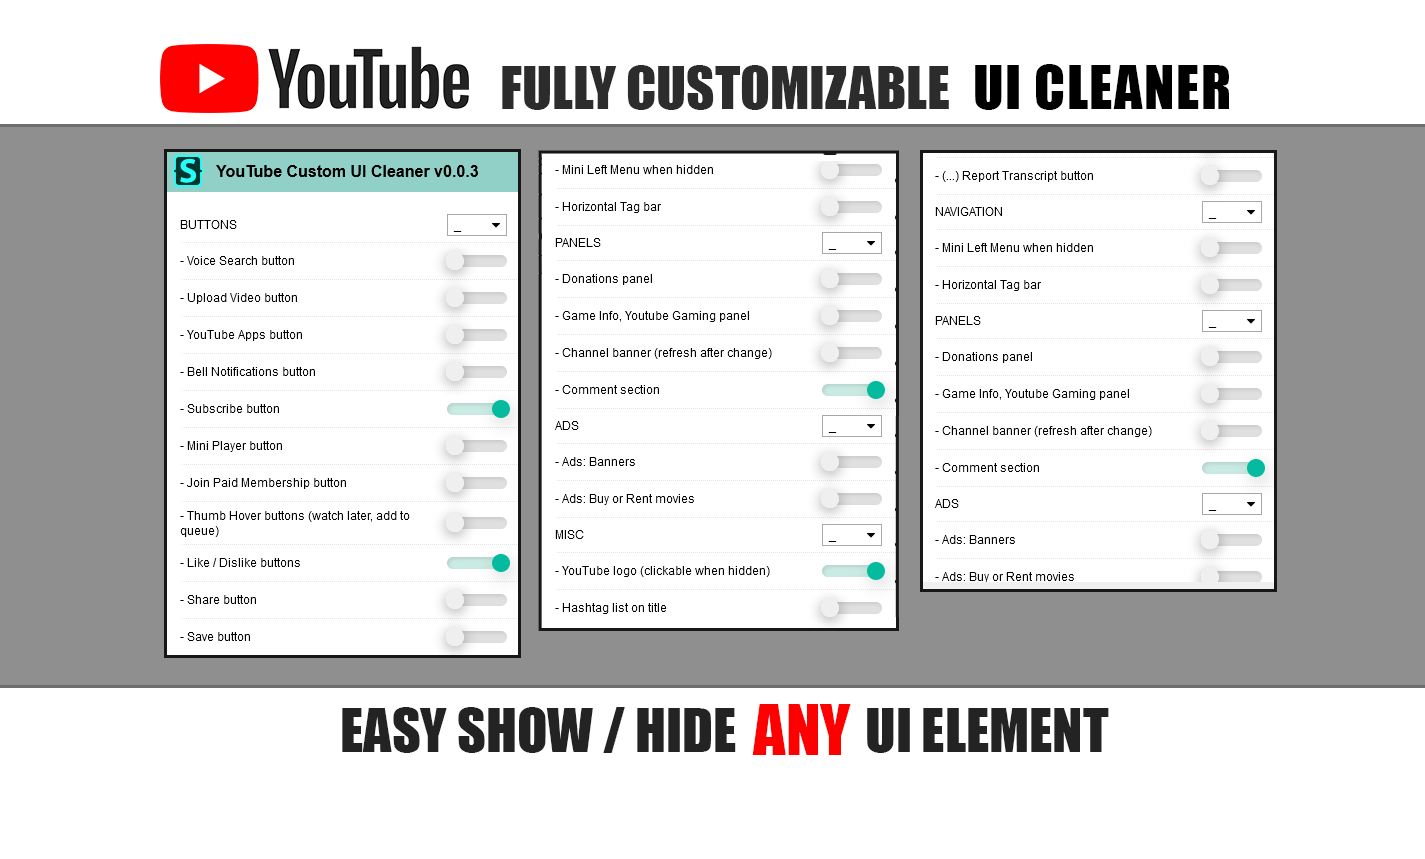 YouTube FULLY CUSTOMIZABLE UI CLEANER
S YouTube Custom UI Cleaner v0.0.3
BUTTONS _
- Voice Search button
- Upload Video button
- YouTube Apps button
- Bell Notifications button
- Subscribe button
- Mini Player button
- Join Paid Membership button
- Thumb Hover buttons (watch later, add to
queue)
- Like / Dislike buttons
- Share button
- Save button
- Mini Left Menu when hidden
- Horizontal Tag bar
PANELS _
- Donations panel
- Game Info, Youtube Gaming panel
- Channel banner (refresh after change)
- Comment section
ADS _
- Ads: Banners
- Ads: Buy or Rent movies
MISC _
- YouTube logo (clickable when hidden)
- Hashtag list on title
- (...) Report Transcript button
NAVIGATION _
- Mini Left Menu when hidden
- Horizontal Tag bar
PANELS _
- Donations panel
- Game Info, Youtube Gaming panel
- Channel banner (refresh after change)
- Comment section
ADS _
- Ads: Banners
- Ads: Buy or Rent movies
EASY SHOW / HIDE ANY UI ELEMENT